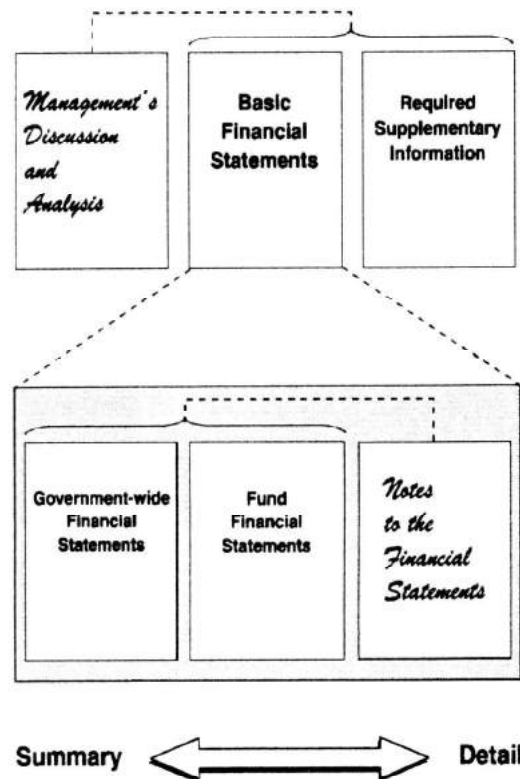 Management's
Discussion
and
Analysis
Basic
Financial
Statements
Required
Supplementary
Information
Government-wide
Financial
Statements
Fund
Financial
Statements
Notes
to the
Financial
Statements
Summary
Detail